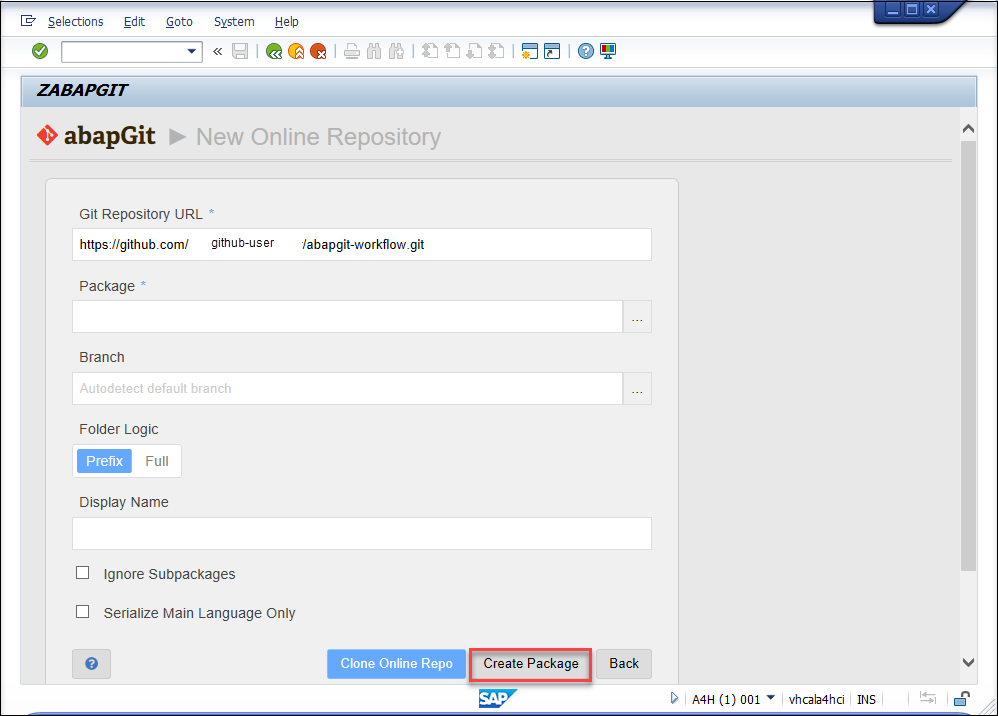 Selections Edit Goto System Help
ZABAPGIT
abapGit ▶ New Online Repository
Git Repository URL *
https://github.com/ github-user /abapgit-workflow.git
Package *
...
Branch
Autodetect default branch ...
Folder Logic
Prefix Full
Display Name
Ignore Subpackages
Serialize Main Language Only
? Clone Online Repo Create Package Back
SAP A4H (1) 001 vhcala4hci INS